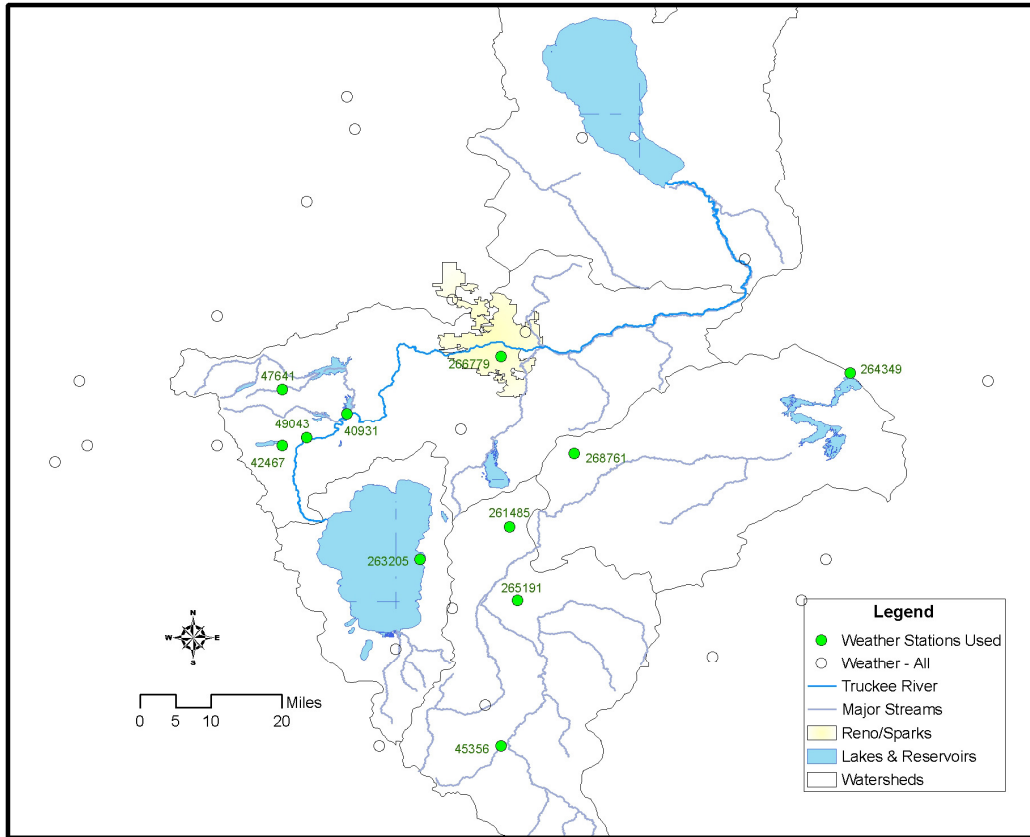 266779
47641
264349
49043
40931
42467
268761
261485
263205
265191
N
W E
S
Miles
0 5 10 20
45356
Legend
Weather Stations Used
Weather - All
Truckee River
Major Streams
Reno/Sparks
Lakes & Reservoirs
Watersheds